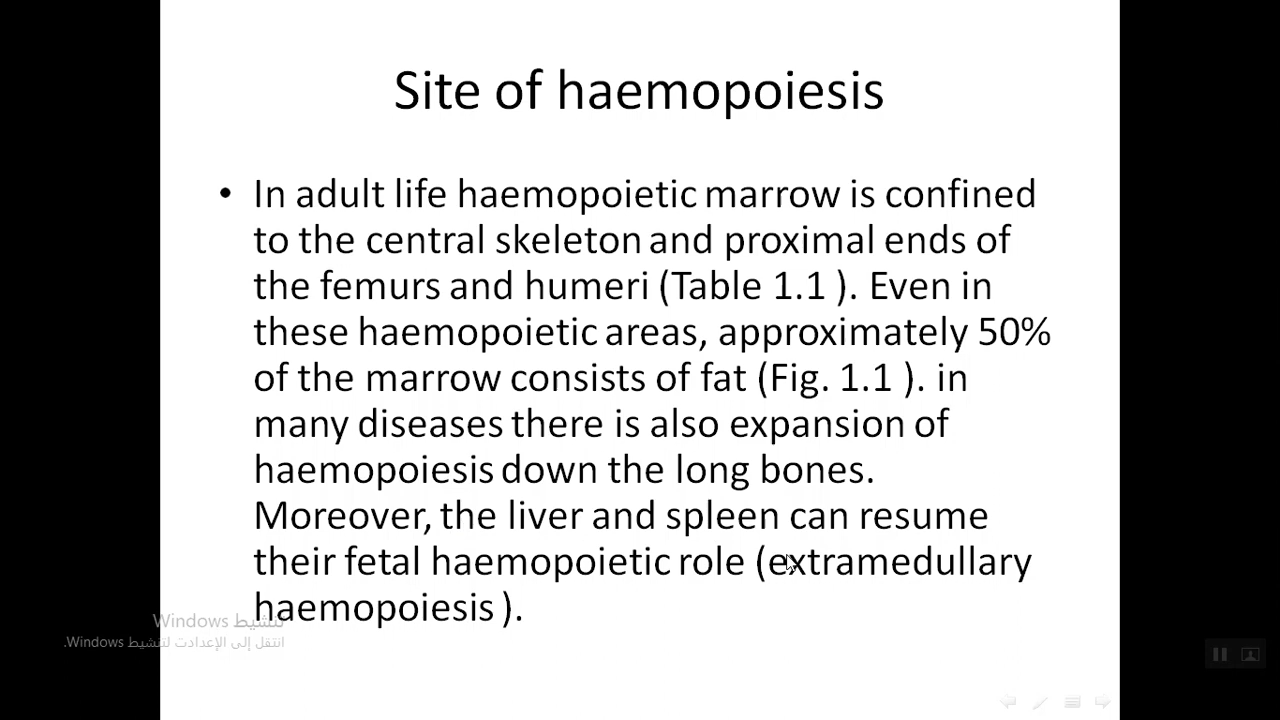 Site of haemopoiesis
• In adult life haemopoietic marrow is confined
to the central skeleton and proximal ends of
the femurs and humeri (Table 1.1 ). Even in
these haemopoietic areas, approximately 50%
of the marrow consists of fat (Fig. 1.1 ). in
many diseases there is also expansion of
haemopoiesis down the long bones.
Moreover, the liver and spleen can resume
their fetal haemopoietic role (extramedullary
haemopoiesis ).
تنشيط Windows
انتقل إلى الإعدادت لتنشيط Windows.